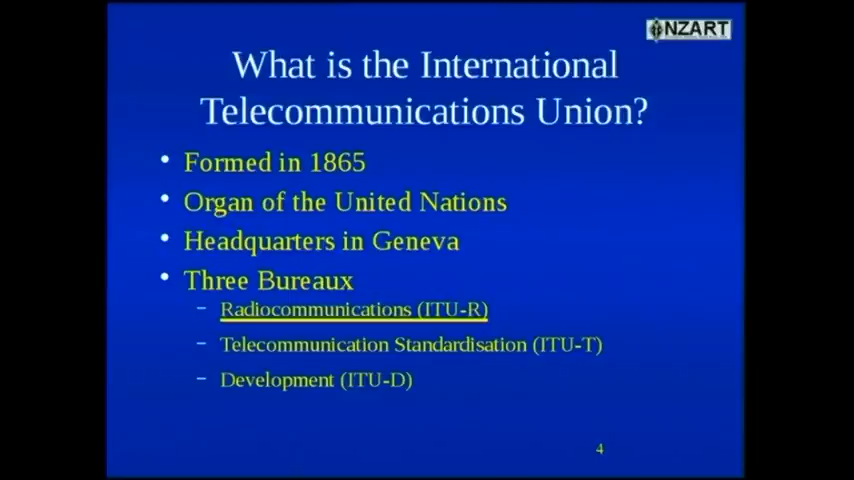 NZART
What is the International
Telecommunications Union?
• Formed in 1865
• Organ of the United Nations
• Headquarters in Geneva
• Three Bureaux
– Radiocommunications (ITU-R)
– Telecommunication Standardisation (ITU-T)
– Development (ITU-D)
4